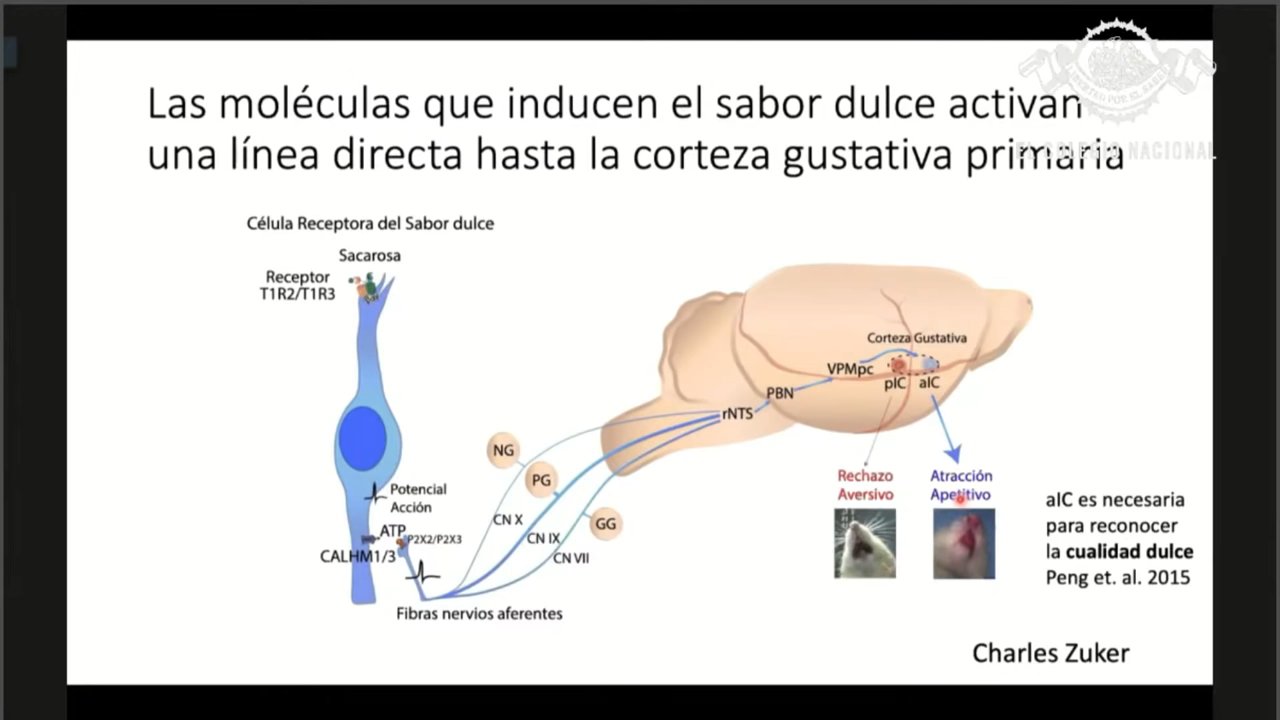 Las moléculas que inducen el sabor dulce activan
una línea directa hasta la corteza gustativa primaria
EL COLEGIO NACIONAL
Célula Receptora del Sabor dulce
Sacarosa
Receptor
T1R2/T1R3
Potencial
Acción
ATP
P2X2/P2X3
CALHM1/3
Fibras nervios aferentes
NG
PG
GG
CN X
CN IX
CN VII
rNTS
PBN
VPMpc
Corteza Gustativa
pIC
aIC
Rechazo
Aversivo
Atracción
Apetitivo
aIC es necesaria
para reconocer
la cualidad dulce
Peng et. al. 2015
Charles Zuker